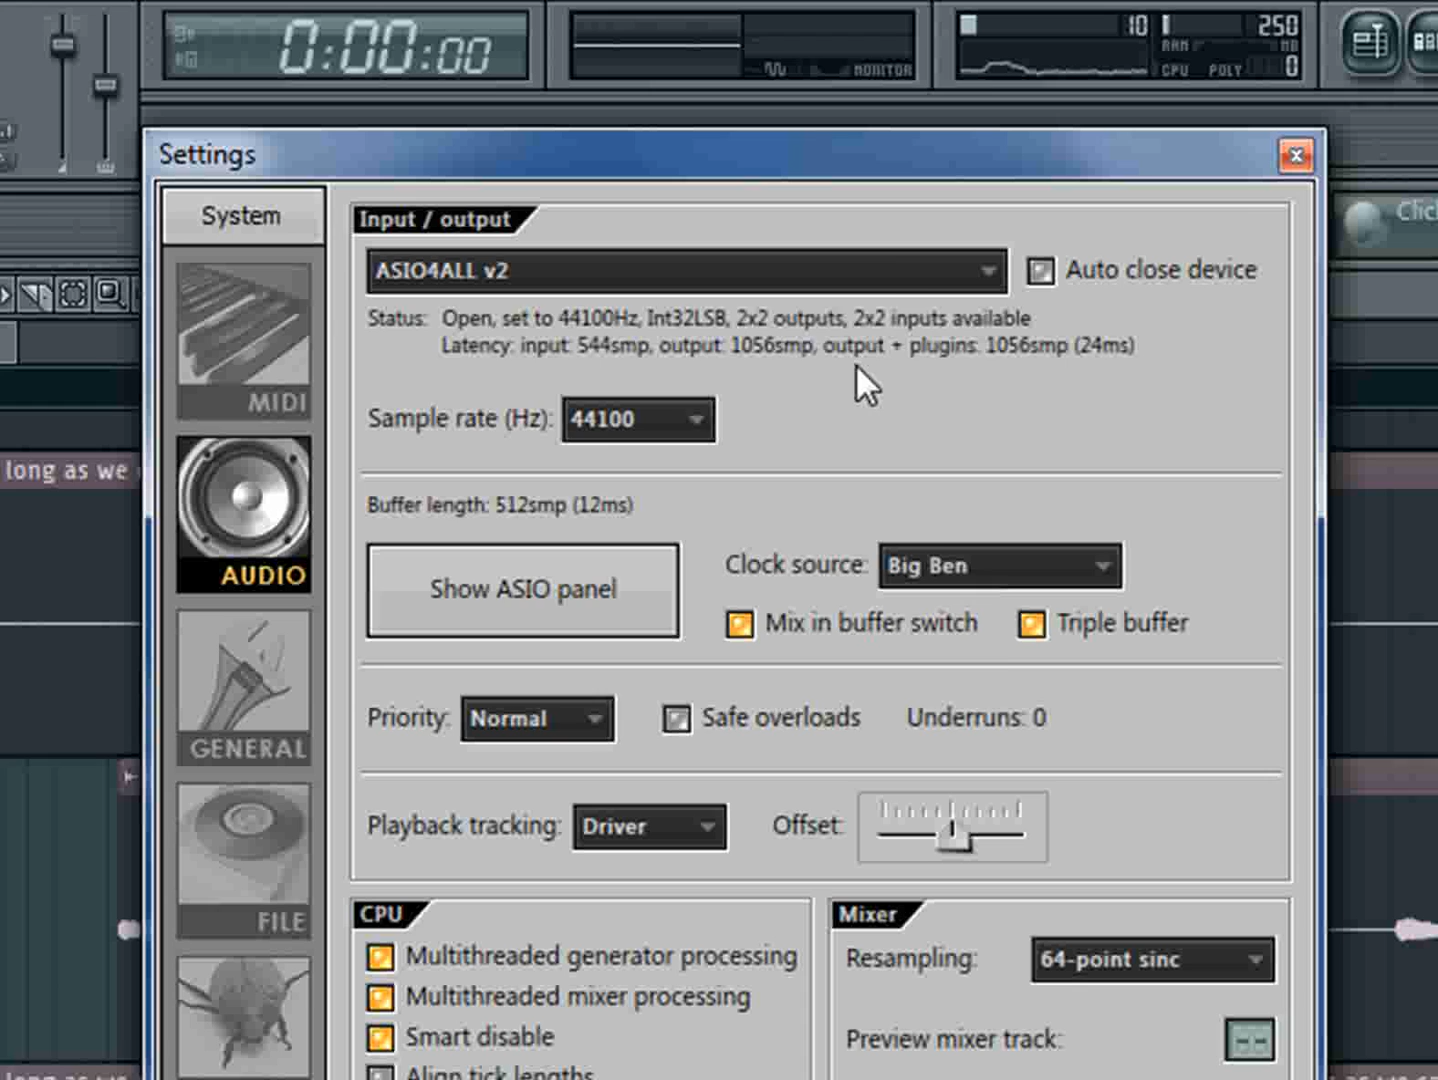 0:00:00
MONITOR
10
250
RAM
MB
CPU POLY 0
Settings
Clic
System
Input / output
ASIO4ALL v2
Auto close device
Status: Open, set to 44100Hz, Int32LSB, 2x2 outputs, 2x2 inputs available
Latency: input: 544smp, output: 1056smp, output + plugins: 1056smp (24ms)
MIDI
Sample rate (Hz): 44100
long as we
Buffer length: 512smp (12ms)
Show ASIO panel
Clock source: Big Ben
AUDIO
Mix in buffer switch
Triple buffer
Priority: Normal
Safe overloads
Underruns: 0
GENERAL
Playback tracking: Driver
Offset:
FILE
CPU
Multithreaded generator processing
Multithreaded mixer processing
Smart disable
Align tick lengths
Mixer
Resampling: 64-point sinc
Preview mixer track: --